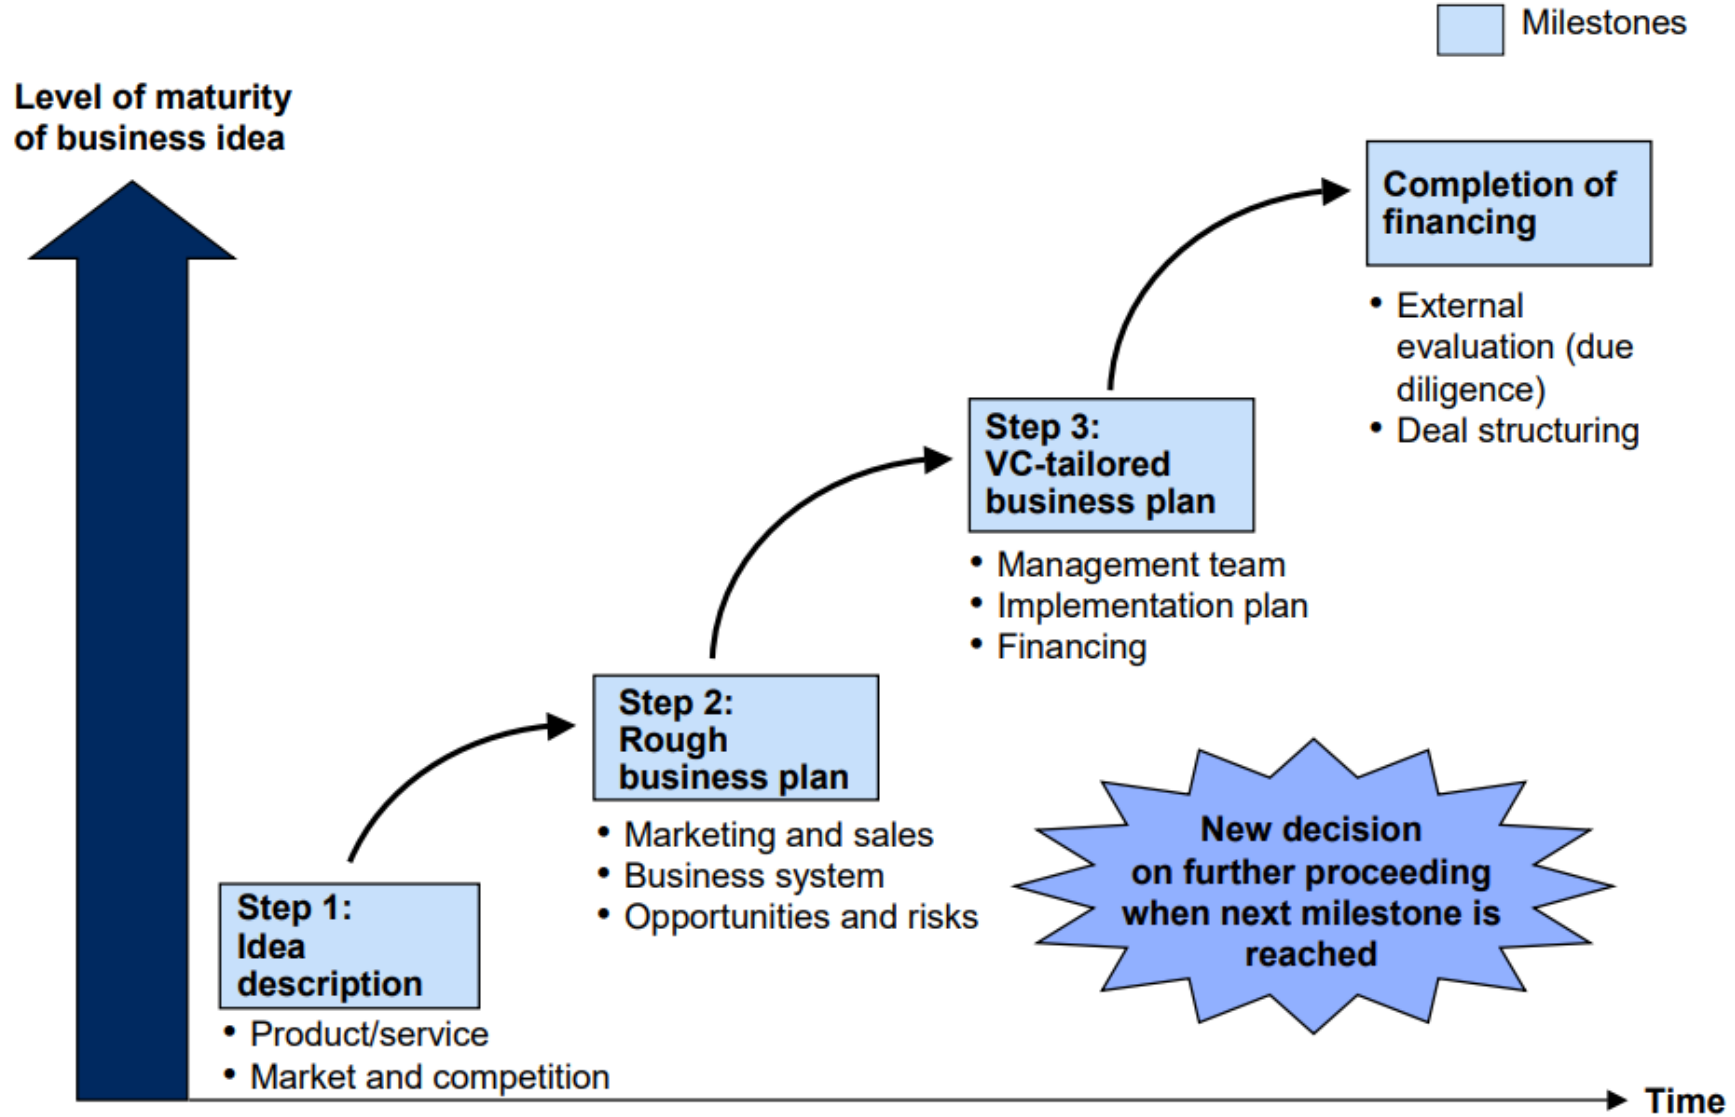 Milestones
Level of maturity
of business idea
Completion of
financing
• External
evaluation (due
diligence)
• Deal structuring
Step 3:
VC-tailored
business plan
• Management team
• Implementation plan
• Financing
Step 2:
Rough
business plan
• Marketing and sales
• Business system
• Opportunities and risks
New decision
on further proceeding
when next milestone is
reached
Step 1:
Idea
description
• Product/service
• Market and competition
Time